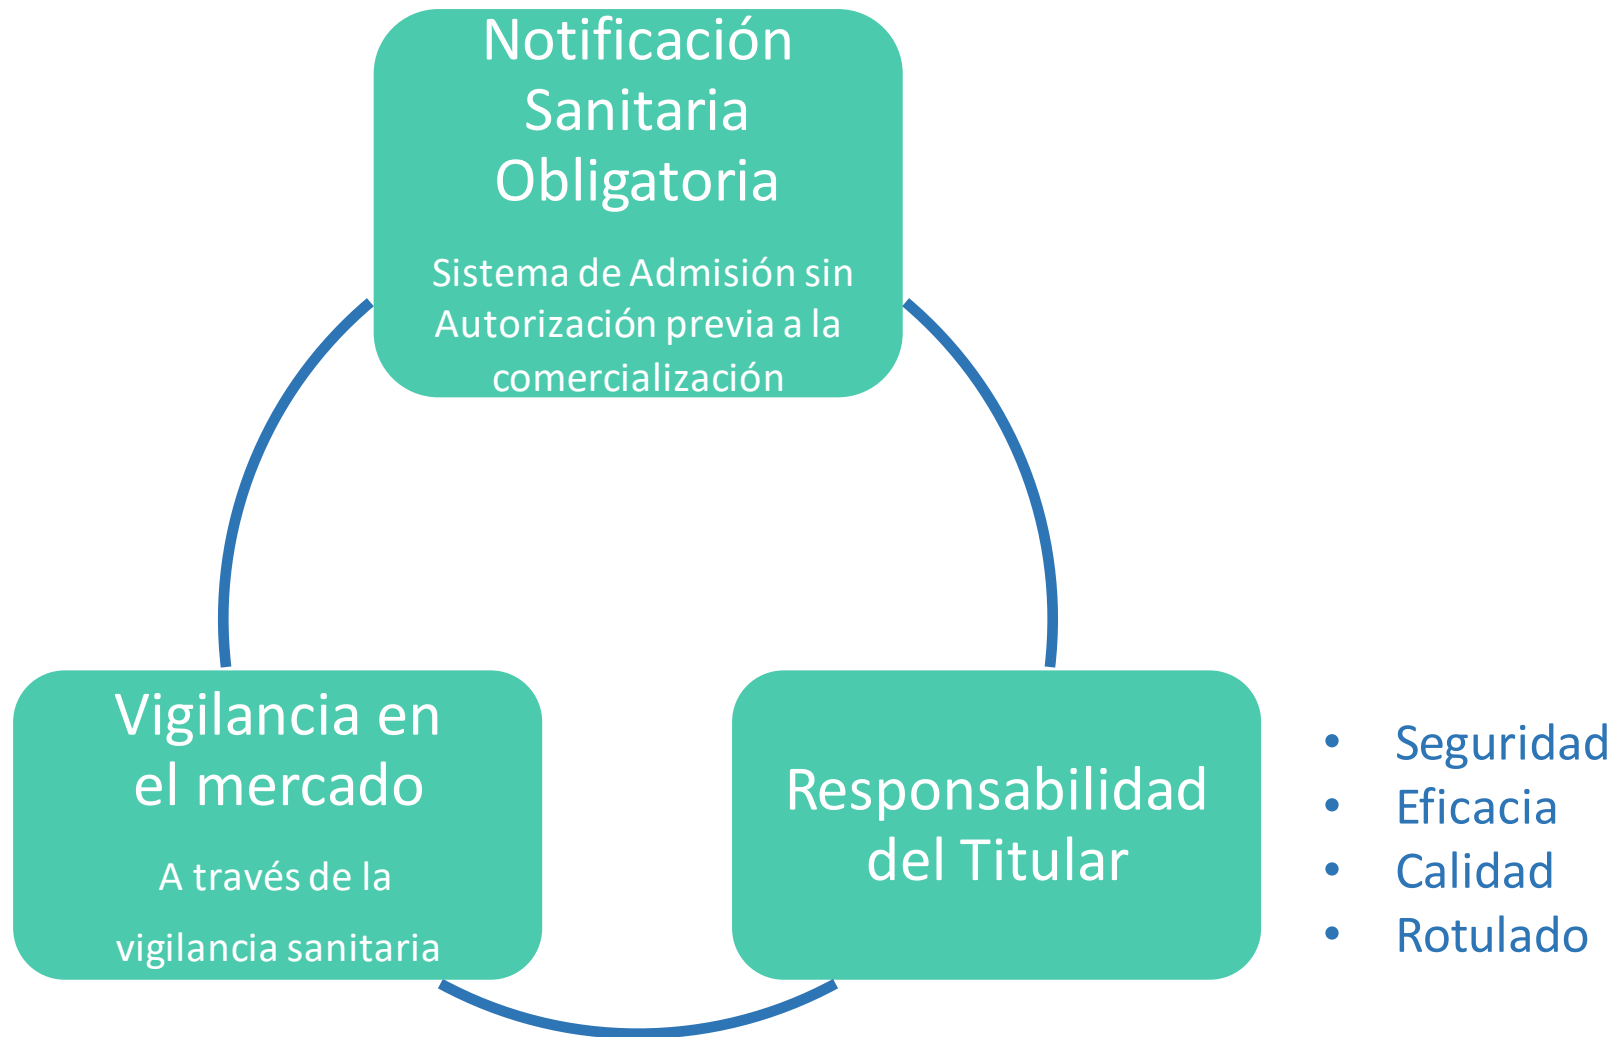 Notificación
Sanitaria
Obligatoria
Sistema de Admisión sin
Autorización previa a la
comercialización
Vigilancia en
el mercado
A través de la
vigilancia sanitaria
Responsabilidad
del Titular
• Seguridad
• Eficacia
• Calidad
• Rotulado